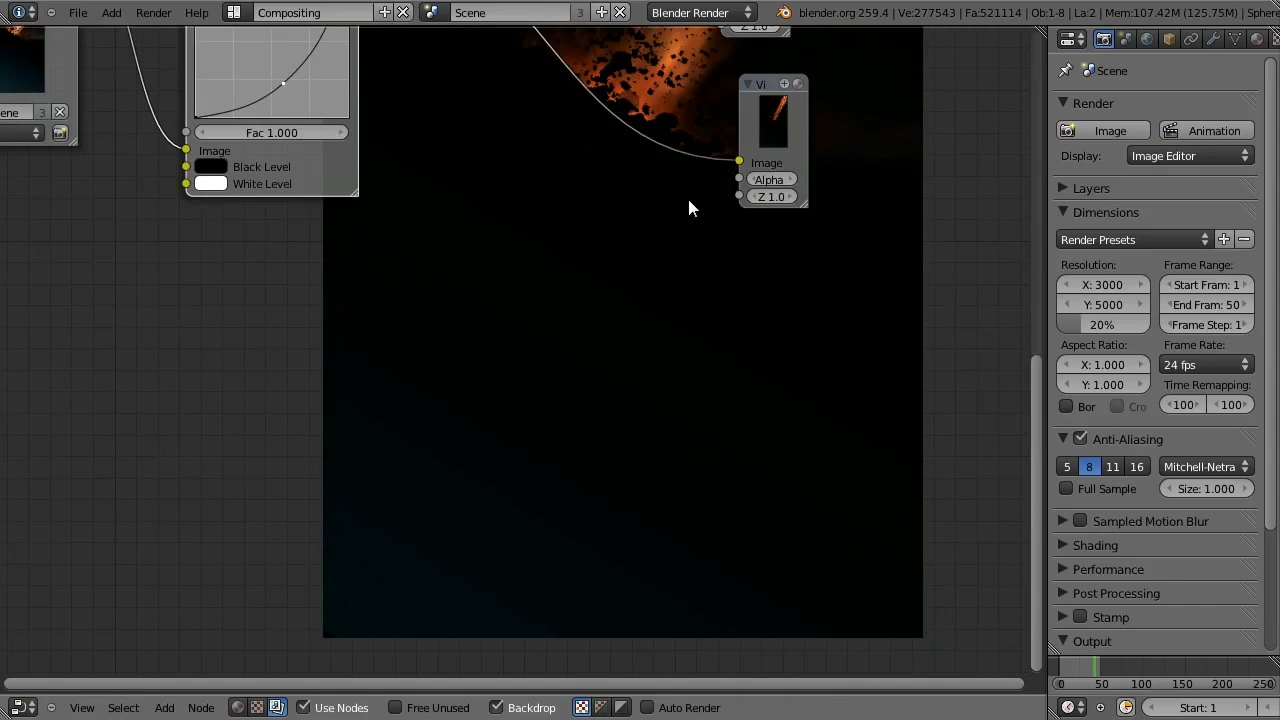 File Add Render Help Compositing Scene 3 Blender Render blender.org 259.4 | Ve:277543 | Fa:521114 | Ob:1-8 | La:2 | Mem:107.42M (125.75M) | Sphere
Z 1.0
Scene
Vi
Render
ene 3
Image Animation
Fac 1.000
Display: Image Editor
Image
Image
Black Level
Alpha
Layers
White Level
Z 1.0
Dimensions
Render Presets
Resolution: Frame Range:
X: 3000 Start Fram: 1
Y: 5000 End Fram: 50
20% Frame Step: 1
Aspect Ratio: Frame Rate:
X: 1.000 24 fps
Y: 1.000 Time Remapping:
Bor Cro 100 100
Anti-Aliasing
5 8 11 16 Mitchell-Netra
Full Sample Size: 1.000
Sampled Motion Blur
Shading
Performance
Post Processing
Stamp
Output
0 50 100 150 200 250
View Select Add Node Use Nodes Free Unused Backdrop Auto Render Start: 1